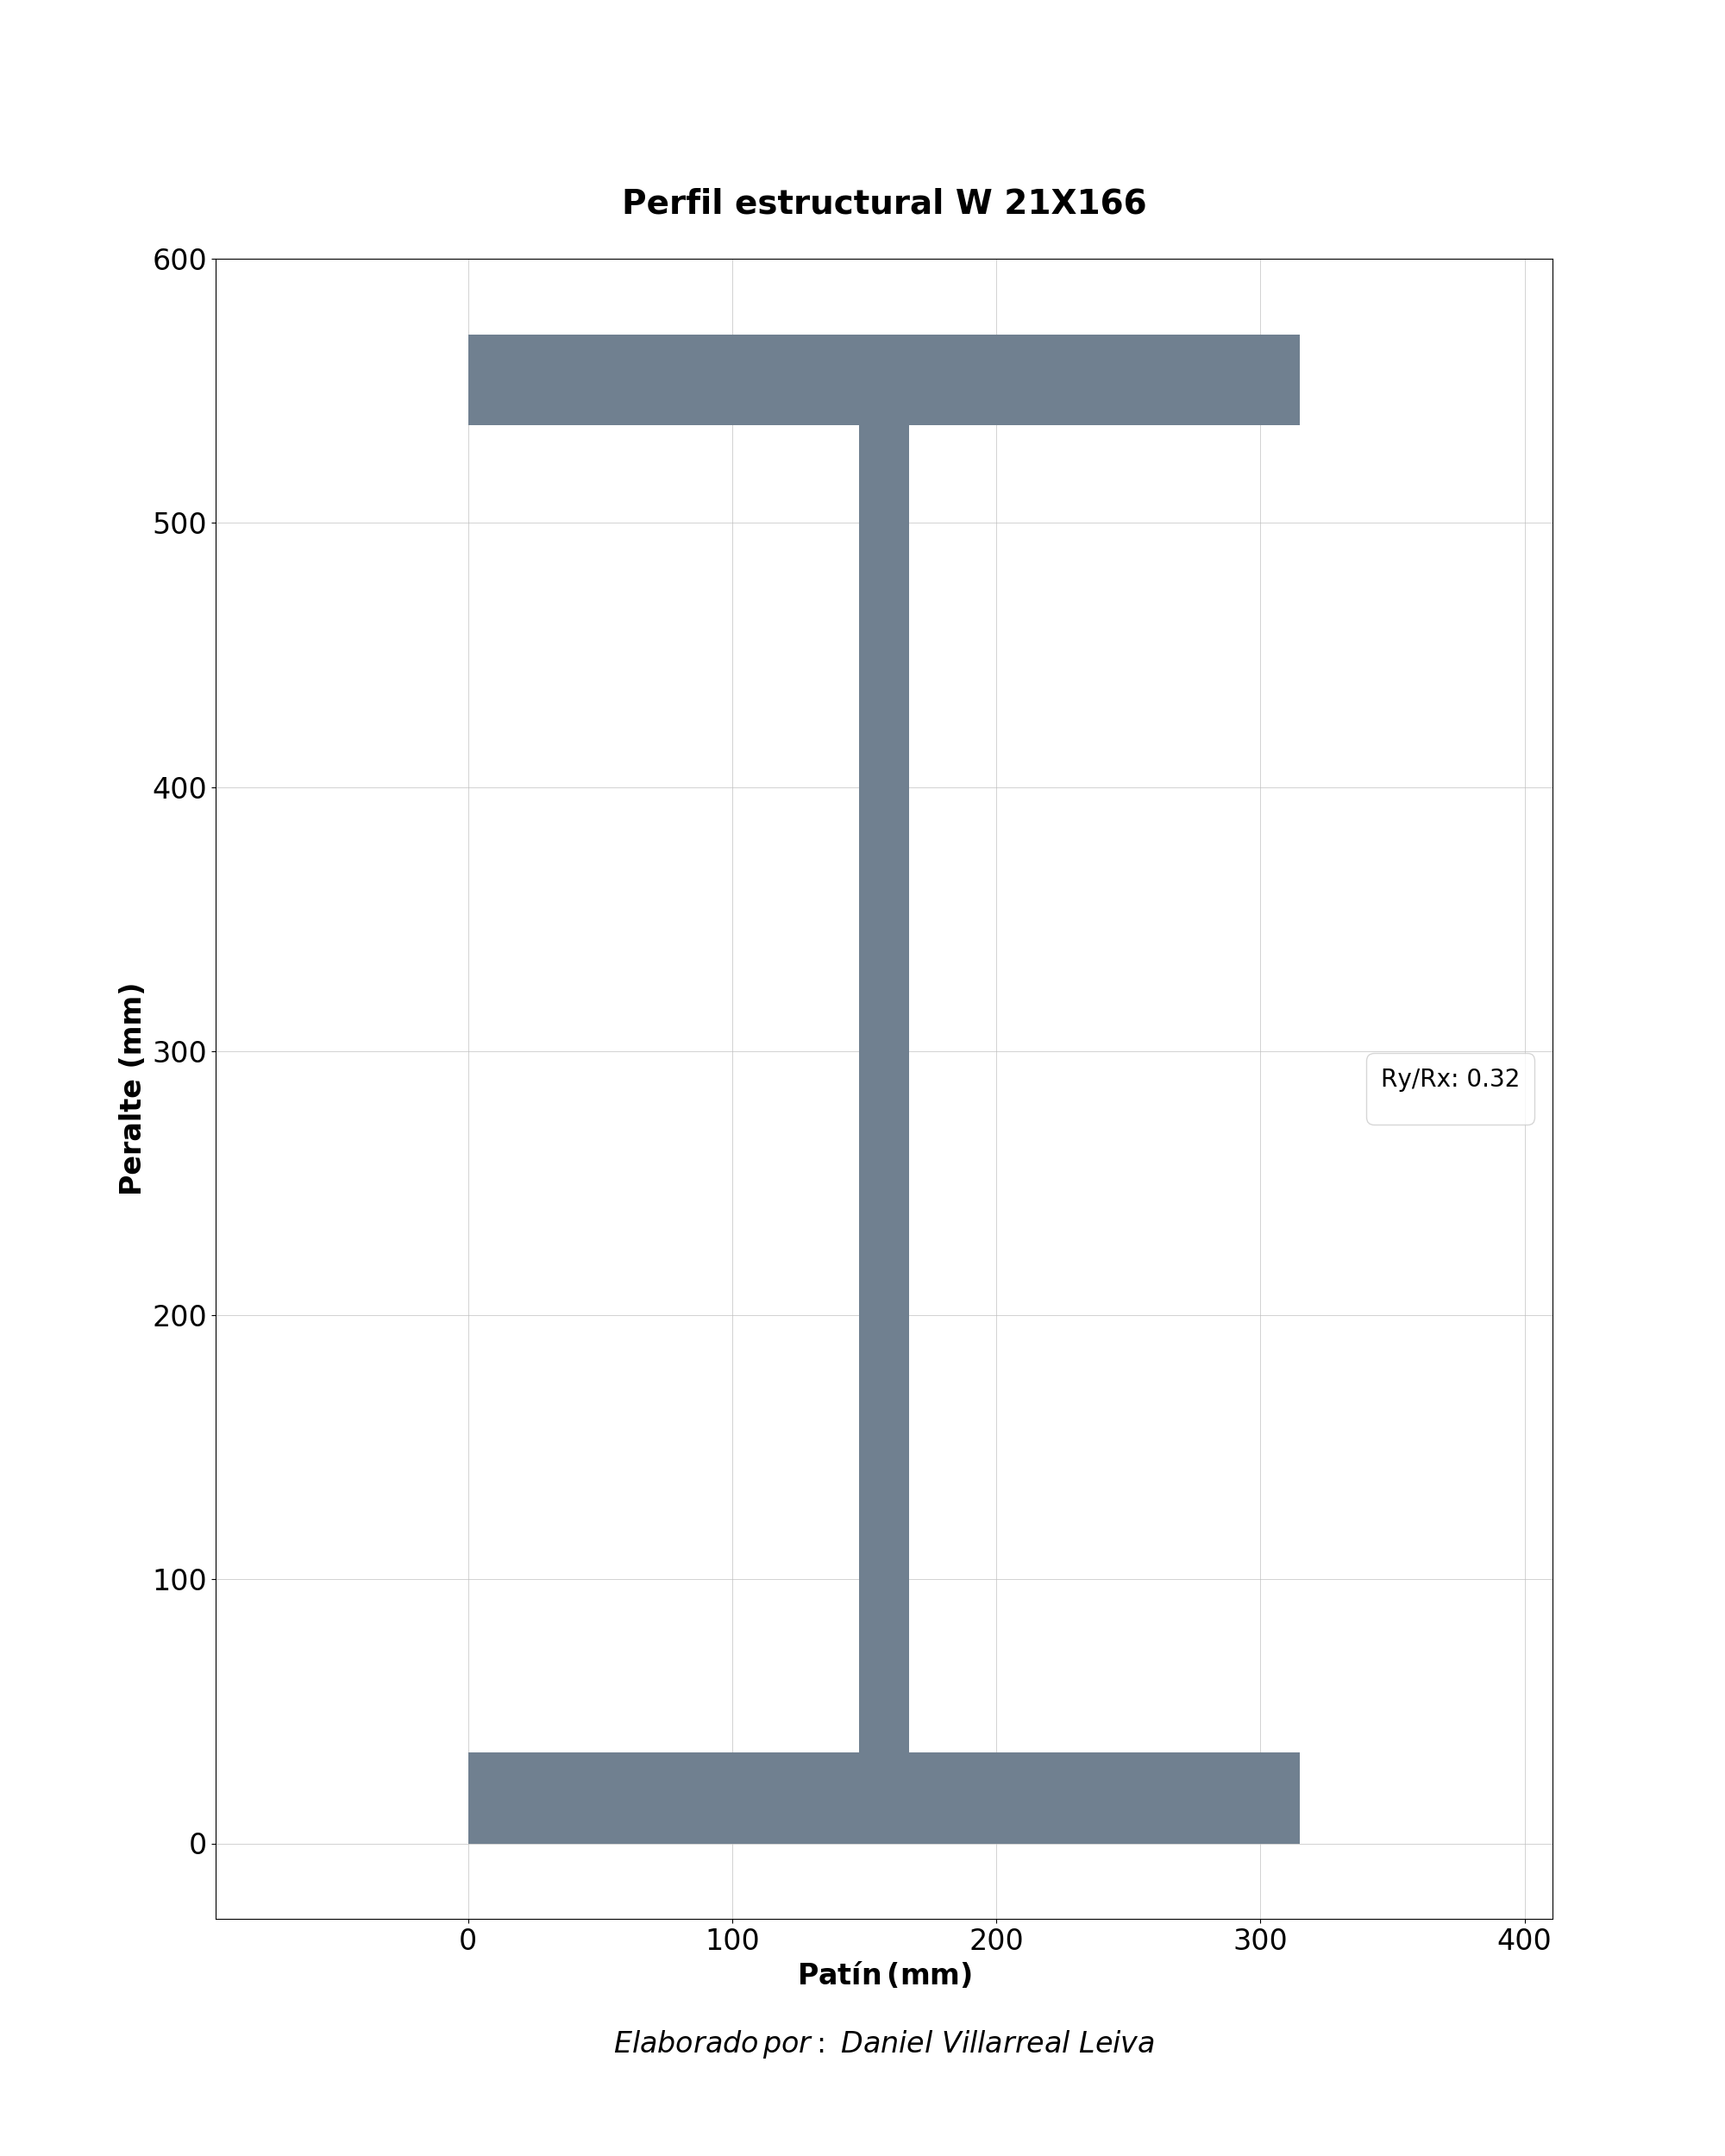 Perfil estructural W 21X166
600
500
400
300
200
100
0
Peralte (mm)
Ry/Rx: 0.32
0 100 200 300 400
Patín (mm)
Elaborado por: Daniel Villarreal Leiva